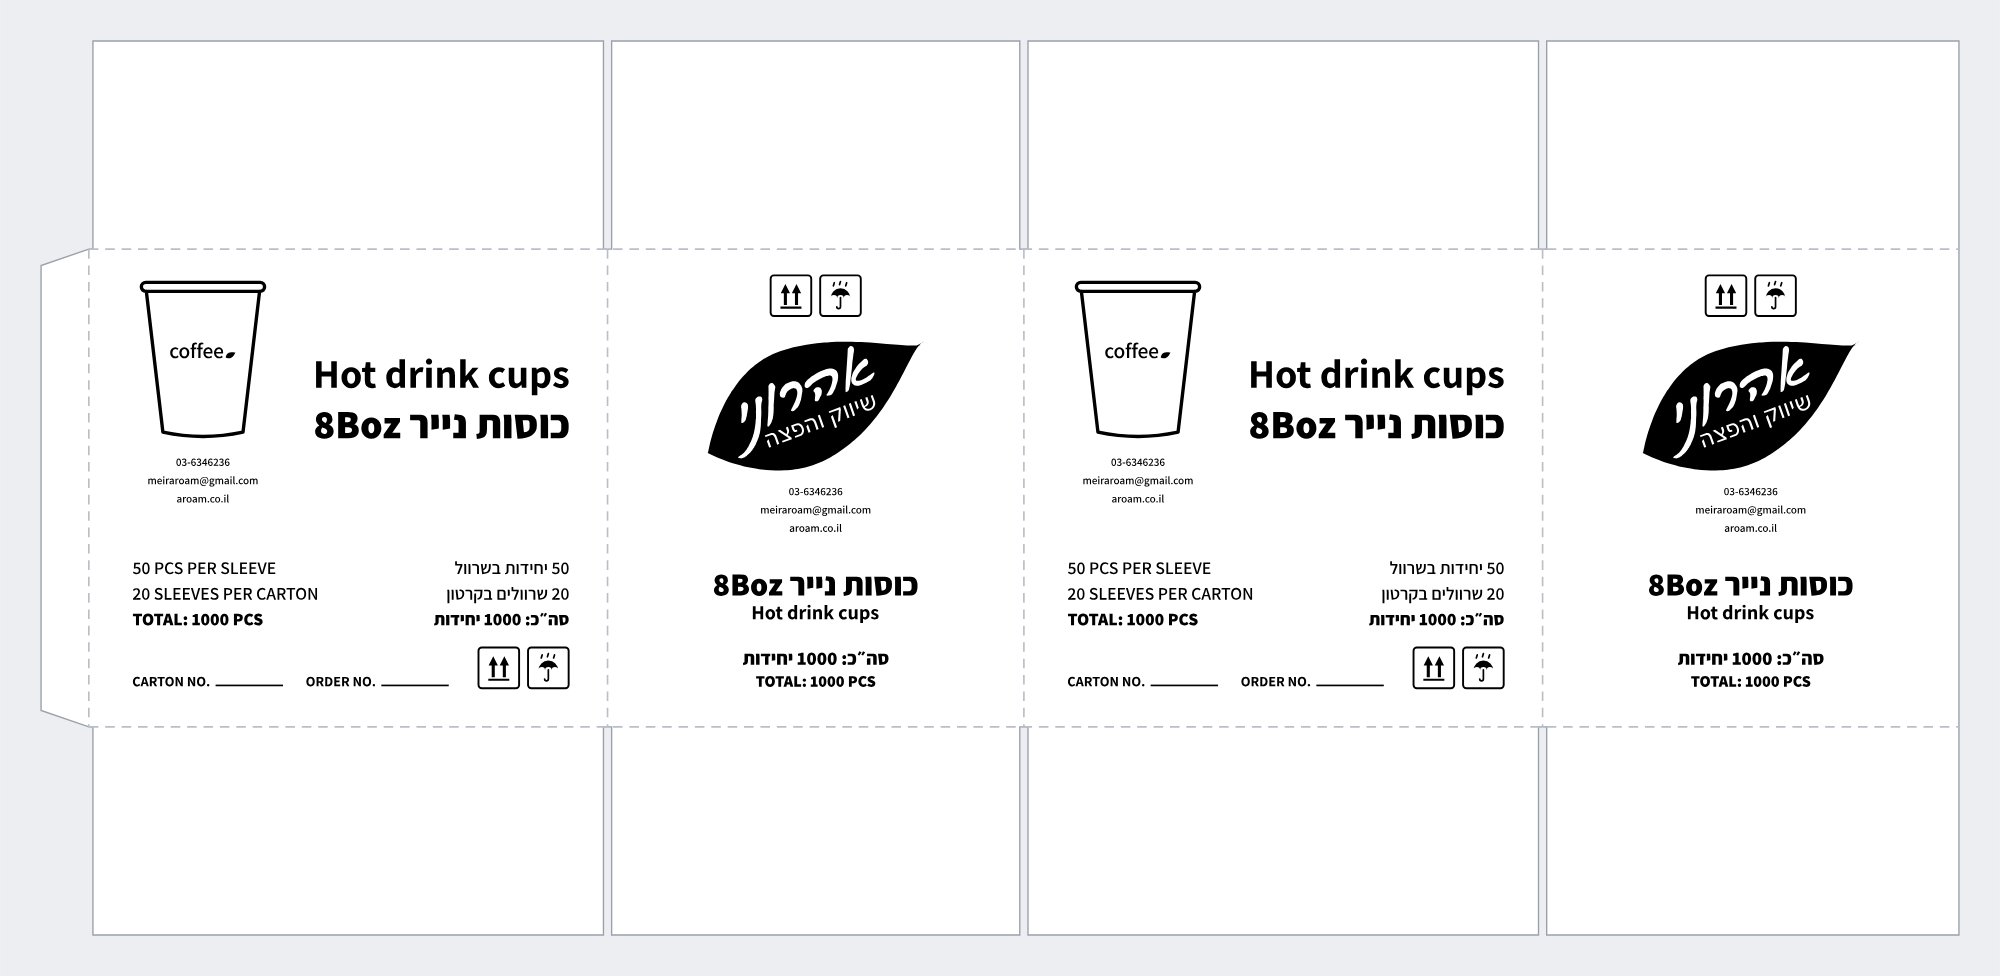 coffee
Hot drink cups
כוסות נייר 8Boz
03-6346236
meiraroam@gmail.com
aroam.co.il
50 PCS PER SLEEVE
20 SLEEVES PER CARTON
TOTAL: 1000 PCS
50 יחידות בשרוול
20 שרוולים בקרטון
סה״כ: 1000 יחידות
CARTON NO. ________ ORDER NO. ________
אהרוני
שיווק והפצה
03-6346236
meiraroam@gmail.com
aroam.co.il
כוסות נייר 8Boz
Hot drink cups
סה״כ: 1000 יחידות
TOTAL: 1000 PCS
coffee
Hot drink cups
כוסות נייר 8Boz
03-6346236
meiraroam@gmail.com
aroam.co.il
50 PCS PER SLEEVE
20 SLEEVES PER CARTON
TOTAL: 1000 PCS
50 יחידות בשרוול
20 שרוולים בקרטון
סה״כ: 1000 יחידות
CARTON NO. ________ ORDER NO. ________
אהרוני
שיווק והפצה
03-6346236
meiraroam@gmail.com
aroam.co.il
כוסות נייר 8Boz
Hot drink cups
סה״כ: 1000 יחידות
TOTAL: 1000 PCS